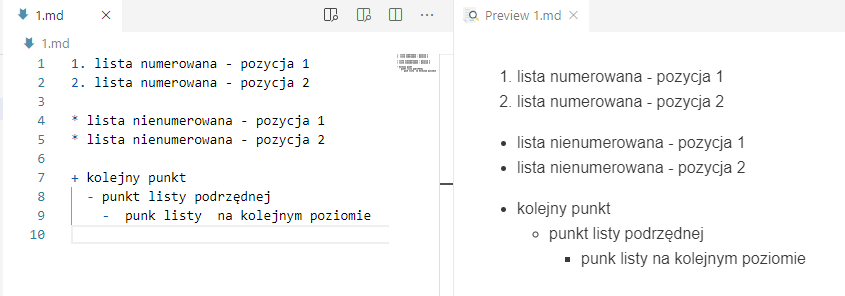 1.md
Preview 1.md
1.md
1 1. lista numerowana - pozycja 1
2 2. lista numerowana - pozycja 2
3
4 * lista nienumerowana - pozycja 1
5 * lista nienumerowana - pozycja 2
6
7 + kolejny punkt
8 - punkt listy podrzędnej
9 -  punk listy  na kolejnym poziomie
10
1. lista numerowana - pozycja 1
2. lista numerowana - pozycja 2
• lista nienumerowana - pozycja 1
• lista nienumerowana - pozycja 2
• kolejny punkt
◦ punkt listy podrzędnej
▪ punk listy na kolejnym poziomie